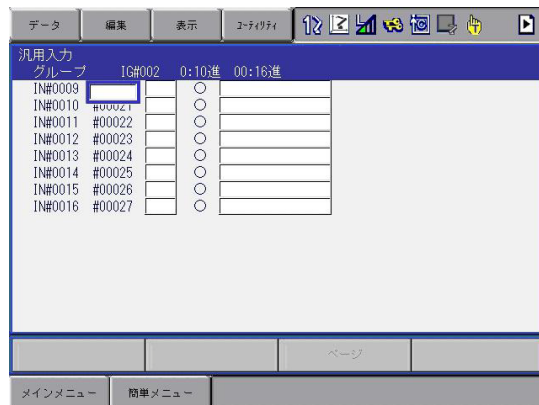 データ 編集 表示 ユーティリティ
汎用入力
グループ IG#002 0:10進 00:16進
IN#0009
IN#0010 #00021
IN#0011 #00022
IN#0012 #00023
IN#0013 #00024
IN#0014 #00025
IN#0015 #00026
IN#0016 #00027
ページ
メインメニュー 簡単メニュー